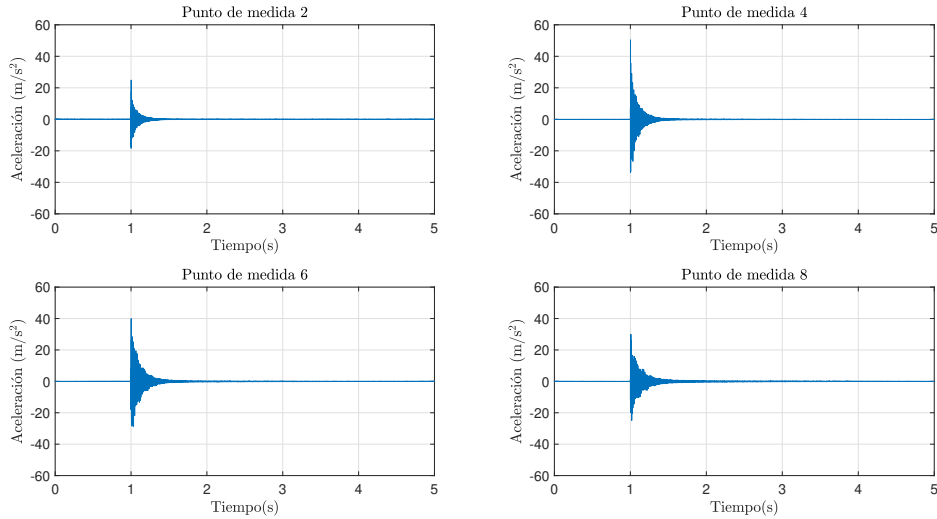 Punto de medida 2
60
40
20
0
-20
-40
-60
Aceleración (m/s²)
0 1 2 3 4 5
Tiempo(s)
Punto de medida 4
60
40
20
0
-20
-40
-60
Aceleración (m/s²)
0 1 2 3 4 5
Tiempo(s)
Punto de medida 6
60
40
20
0
-20
-40
-60
Aceleración (m/s²)
0 1 2 3 4 5
Tiempo(s)
Punto de medida 8
60
40
20
0
-20
-40
-60
Aceleración (m/s²)
0 1 2 3 4 5
Tiempo(s)